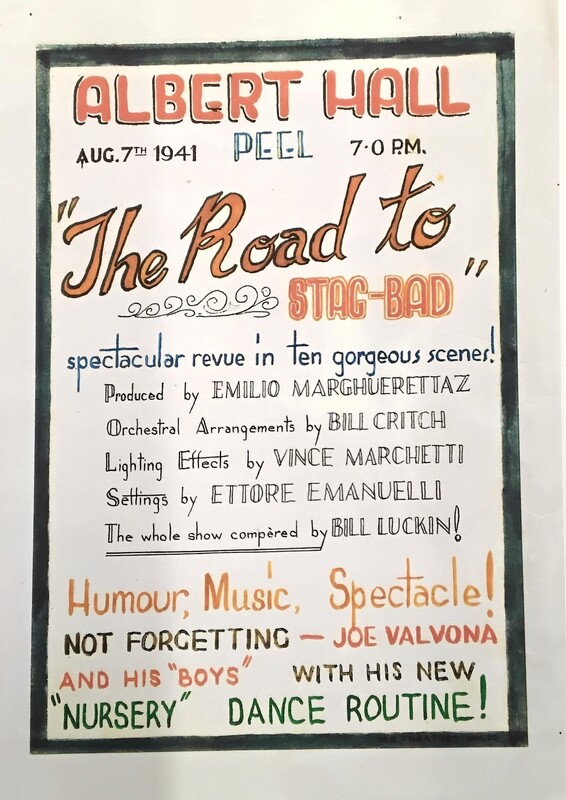 ALBERT HALL
AUG. 7TH 1941 PEEL 7·0 P.M.
"The Road to
STAG-BAD"
spectacular revue in ten gorgeous scenes!
Produced by EMILIO MARGHUERETTAZ
Orchestral Arrangements by BILL CRITCH
Lighting Effects by VINCE MARCHETTI
Settings by ETTORE EMANUELLI
The whole show compèred by BILL LUCKIN!
Humour, Music, Spectacle!
NOT FORGETTING — JOE VALVONA
AND HIS "BOYS" WITH HIS NEW
"NURSERY" DANCE ROUTINE!